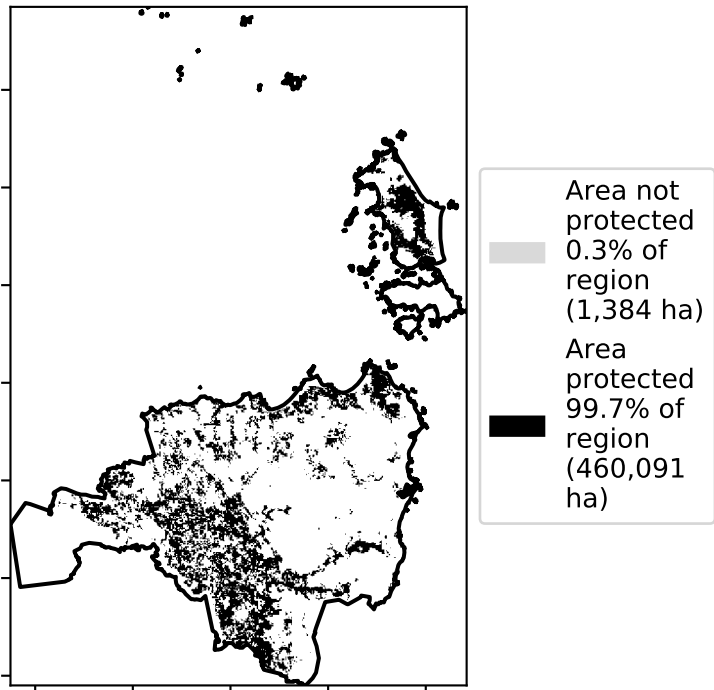 Area not
protected
0.3% of
region
(1,384 ha)
Area
protected
99.7% of
region
(460,091
ha)